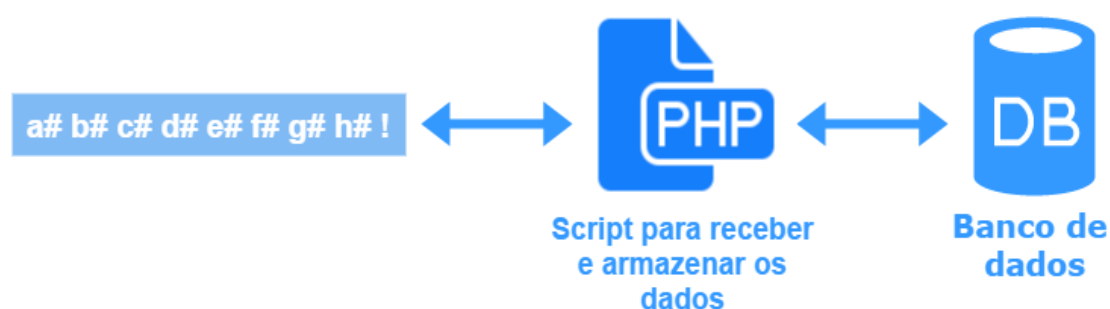 a# b# c# d# e# f# g# h# !
PHP
DB
Script para receber
e armazenar os
dados
Banco de
dados